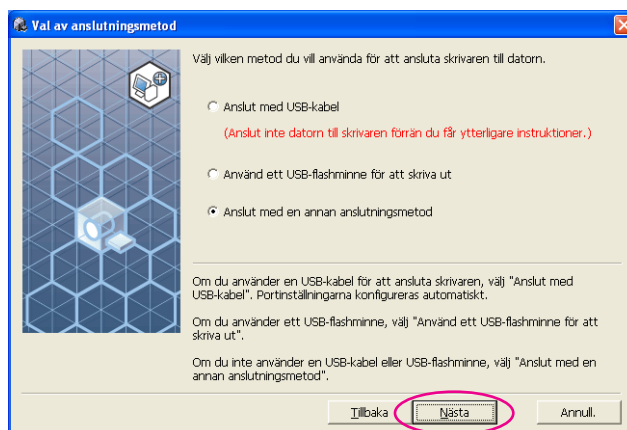 Val av anslutningsmetod
Välj vilken metod du vill använda för att ansluta skrivaren till datorn.
Anslut med USB-kabel
(Anslut inte datorn till skrivaren förrän du får ytterligare instruktioner.)
Använd ett USB-flashminne för att skriva ut
Anslut med en annan anslutningsmetod
Om du använder en USB-kabel för att ansluta skrivaren, välj "Anslut med
USB-kabel". Portinställningarna konfigureras automatiskt.
Om du använder ett USB-flashminne, välj "Använd ett USB-flashminne för att
skriva ut".
Om du inte använder en USB-kabel eller USB-flashminne, välj "Anslut med en
annan anslutningsmetod".
Tillbaka Nästa Annull.